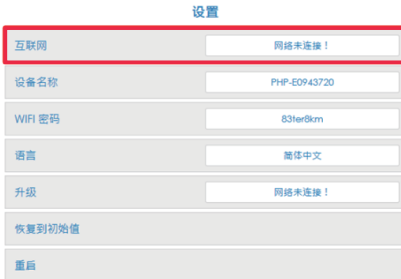 设置
互联网 网络未连接！
设备名称 PHP-E0943720
WIFI 密码 83ter8km
语言 简体中文
升级 网络未连接！
恢复到初始值
重启